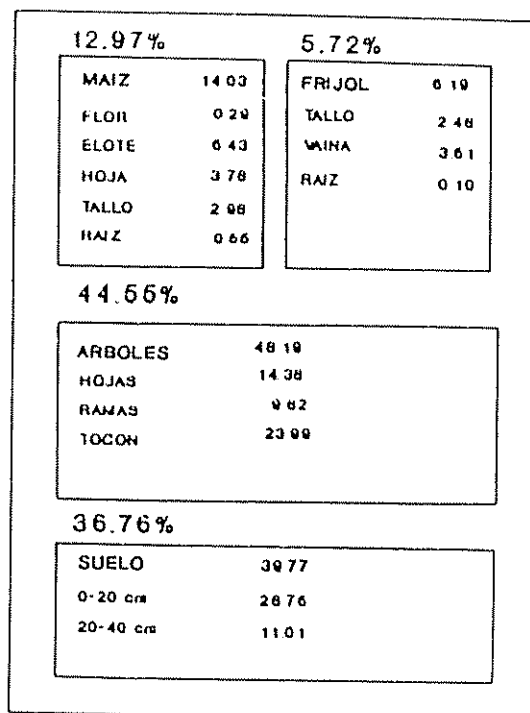 12.97% 5.72%
MAIZ 14.03 FRIJOL 6.19
FLOR 0.29 TALLO 2.48
ELOTE 6.43 VAINA 3.61
HOJA 3.78 RAIZ 0.10
TALLO 2.98
RAIZ 0.55
44.55%
ARBOLES 48.19
HOJAS 14.38
RAMAS 9.82
TOCON 23.99
36.76%
SUELO 39.77
0-20 cm 28.76
20-40 cm 11.01